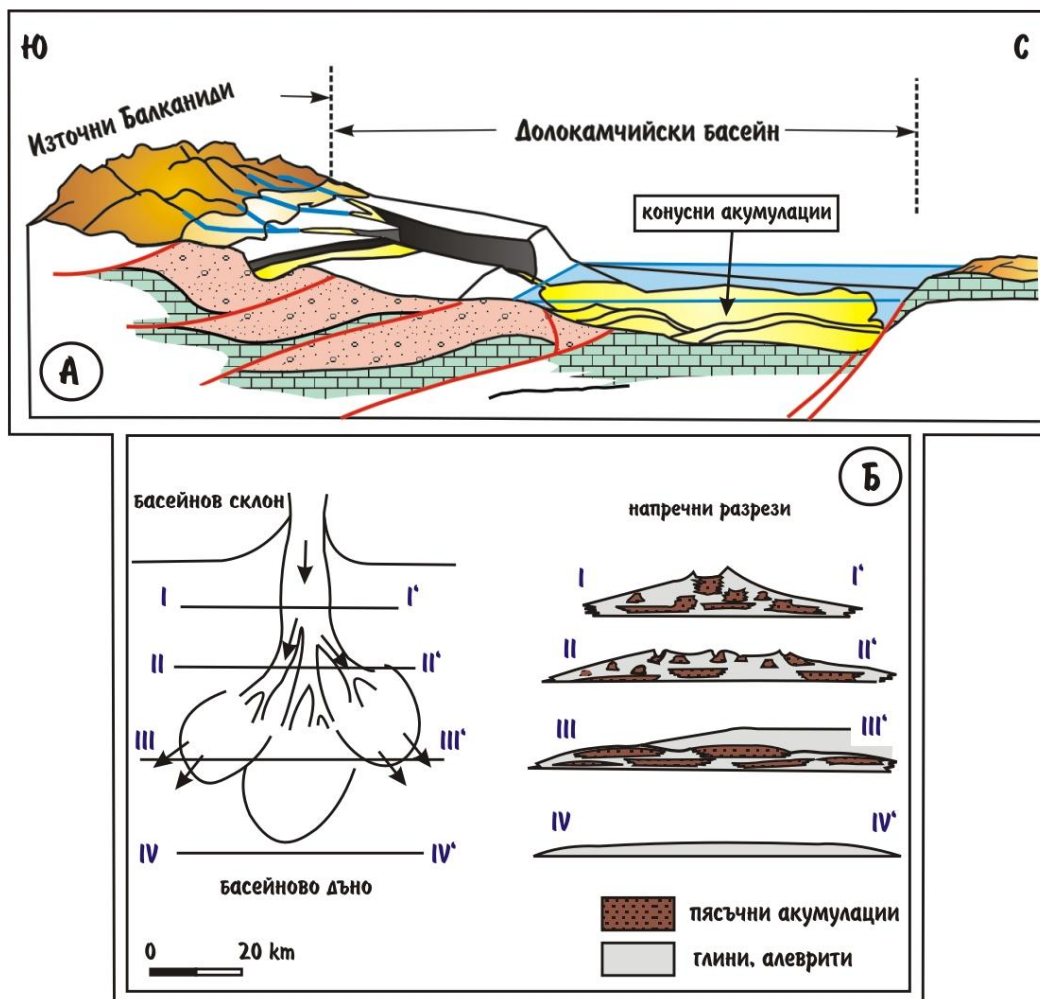 Ю
С
Източни Балканиди
Долокамчийски басейн
конусни акумулации
А
Б
басейнов склон
напречни разрези
I
I'
I
I'
II
II'
II
II'
III
III'
III
III'
IV
IV'
IV
IV'
басейново дъно
пясъчни акумулации
глини, алеврити
0
20 km